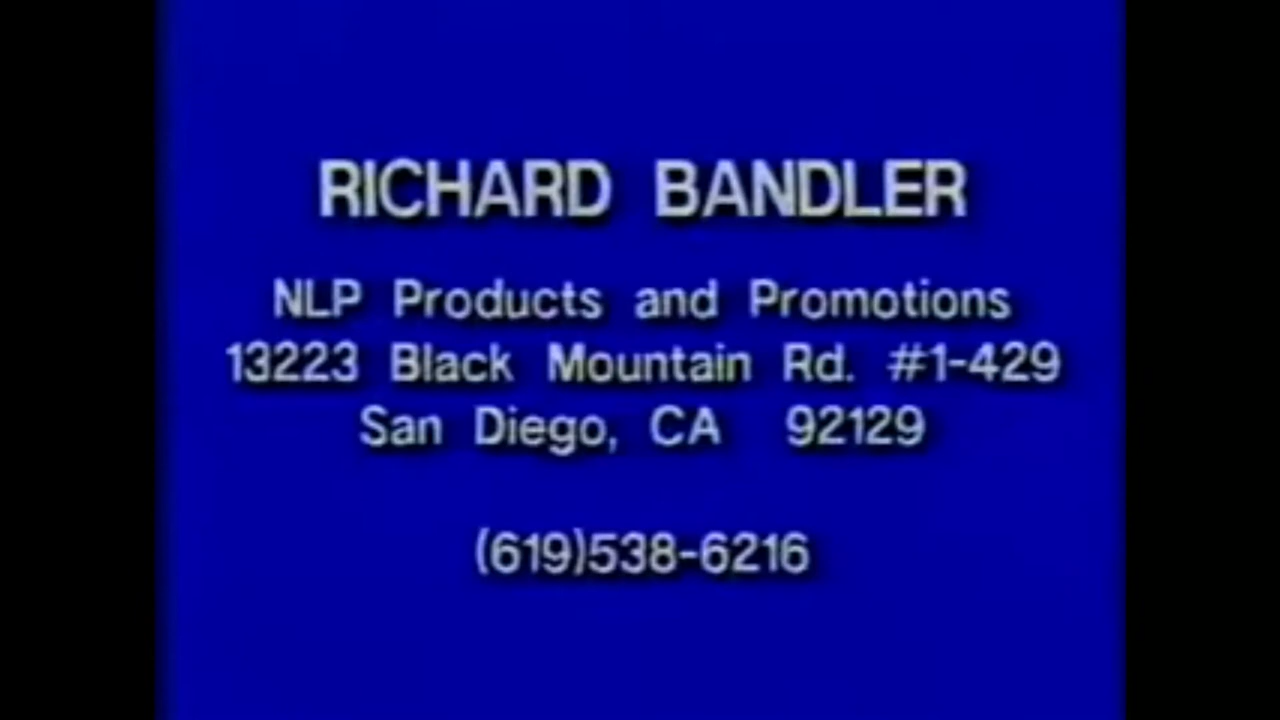 RICHARD BANDLER
NLP Products and Promotions
13223 Black Mountain Rd. #1-429
San Diego, CA 92129
(619)538-6216